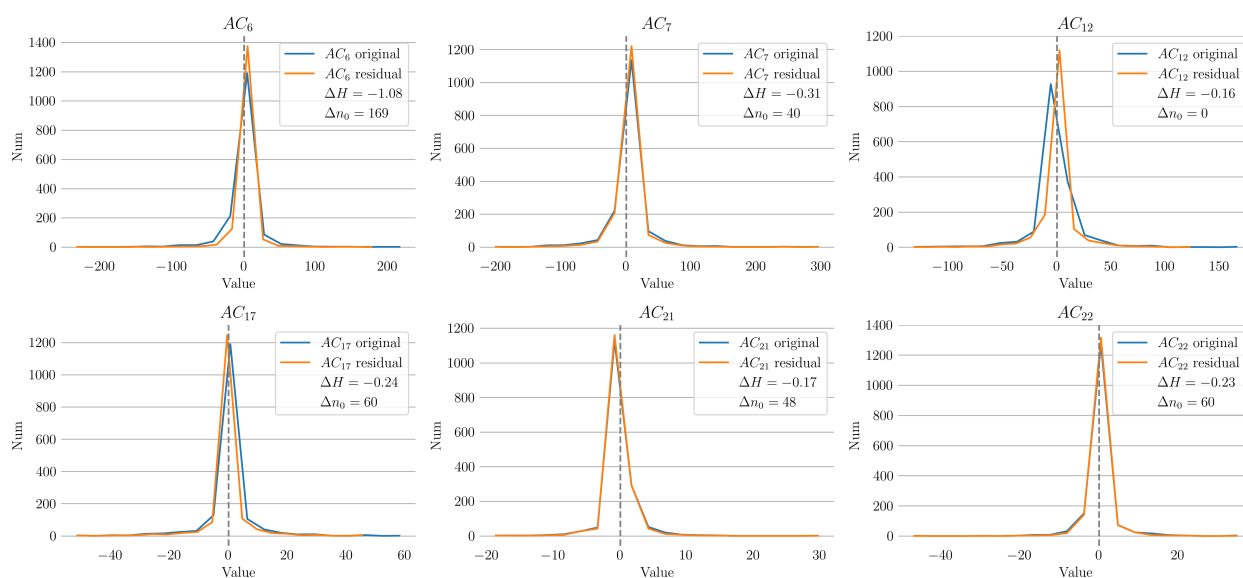 AC₆
1400
1200
1000
800
600
400
200
0
Num
−200
−100
0
100
200
Value
AC₆ original
AC₆ residual
ΔH = −1.08
Δn₀ = 169
AC₇
1200
1000
800
600
400
200
0
Num
−200
−100
0
100
200
300
Value
AC₇ original
AC₇ residual
ΔH = −0.31
Δn₀ = 40
AC₁₂
1200
1000
800
600
400
200
0
Num
−100
−50
0
50
100
150
Value
AC₁₂ original
AC₁₂ residual
ΔH = −0.16
Δn₀ = 0
AC₁₇
1200
1000
800
600
400
200
0
Num
−40
−20
0
20
40
60
Value
AC₁₇ original
AC₁₇ residual
ΔH = −0.24
Δn₀ = 60
AC₂₁
1200
1000
800
600
400
200
0
Num
−20
−10
0
10
20
30
Value
AC₂₁ original
AC₂₁ residual
ΔH = −0.17
Δn₀ = 48
AC₂₂
1400
1200
1000
800
600
400
200
0
Num
−40
−20
0
20
Value
AC₂₂ original
AC₂₂ residual
ΔH = −0.23
Δn₀ = 60